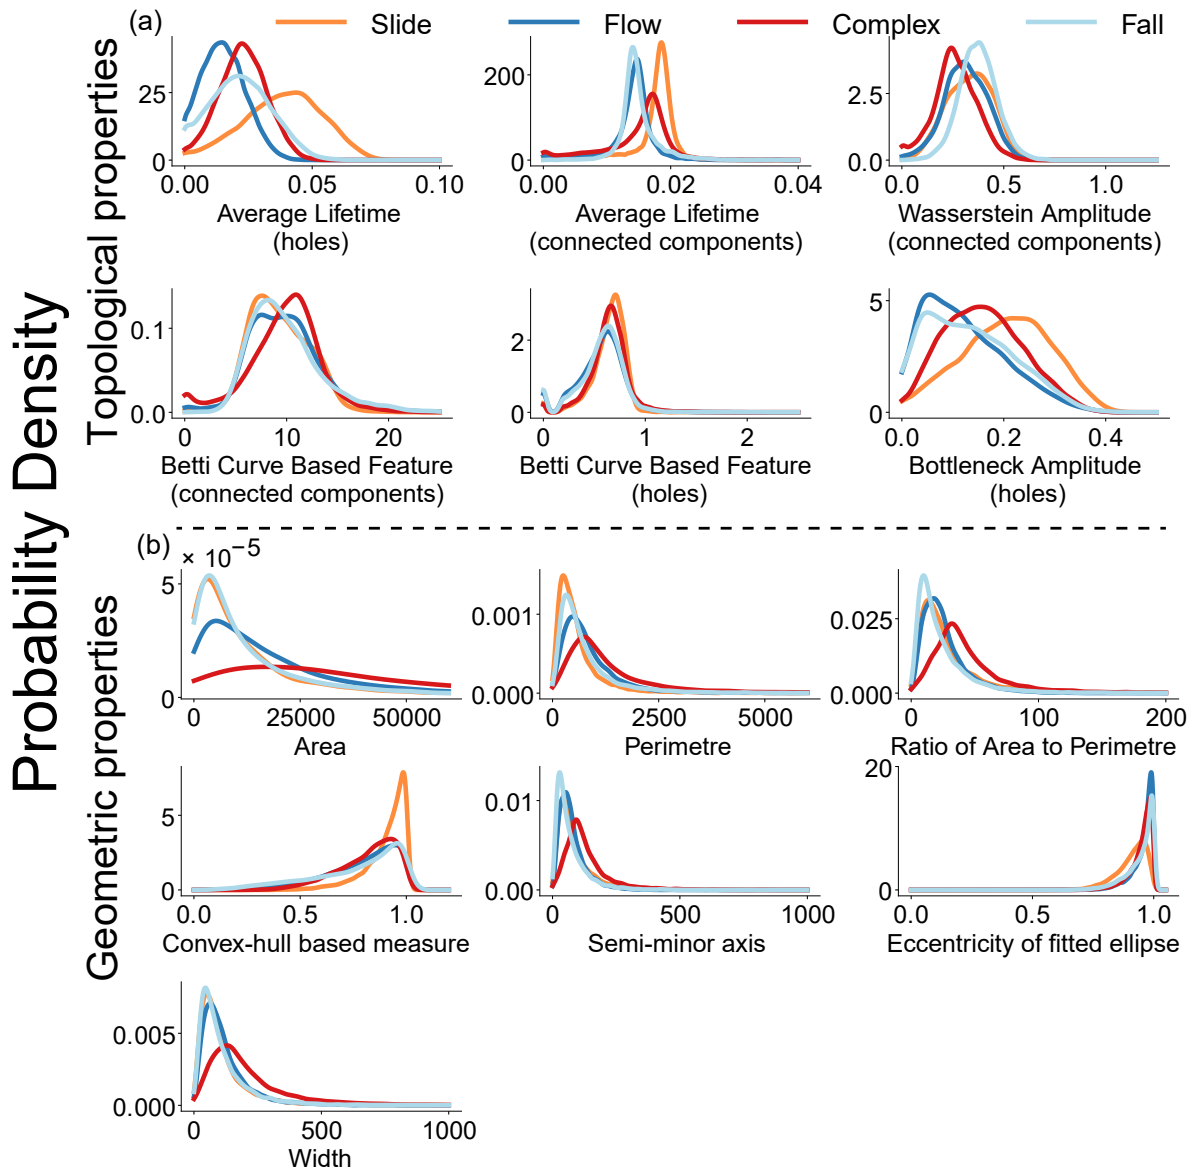 (a)
Slide
Flow
Complex
Fall
Probability Density
Topological properties
25
0
0.00
0.05
0.10
Average Lifetime
(holes)
200
0
0.00
0.02
0.04
Average Lifetime
(connected components)
2.5
0.0
0.0
0.5
1.0
Wasserstein Amplitude
(connected components)
0.1
0.0
0
10
20
Betti Curve Based Feature
(connected components)
2
0
0
1
2
Betti Curve Based Feature
(holes)
5
0
0.0
0.2
0.4
Bottleneck Amplitude
(holes)
(b)
Geometric properties
× 10⁻⁵
5
0
0
25000
50000
Area
0.001
0.000
0
2500
5000
Perimetre
0.025
0.000
0
100
200
Ratio of Area to Perimetre
5
0
0.0
0.5
1.0
Convex-hull based measure
0.01
0.00
0
500
1000
Semi-minor axis
20
10
0
0.0
0.5
1.0
Eccentricity of fitted ellipse
0.005
0.000
0
500
1000
Width